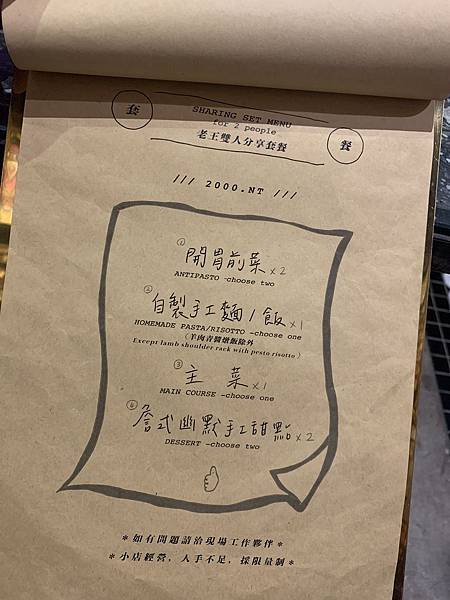 套
SHARING SET MENU
for 2 people
老王雙人分享套餐
餐
/// 2000.NT ///
① 開胃前菜 x2
ANTIPASTO -choose two
② 自製手工麵/飯 x1
HOMEMADE PASTA/RISOTTO -choose one
(羊肉青醬燉飯除外
Except lamb shoulder rack with pesto risotto)
③ 主菜 x1
MAIN COURSE -choose one
④ 詹式幽默手工甜點 x2
DESSERT -choose two
*如有問題請洽現場工作夥伴*
*小店經營,人手不足,採限量制*